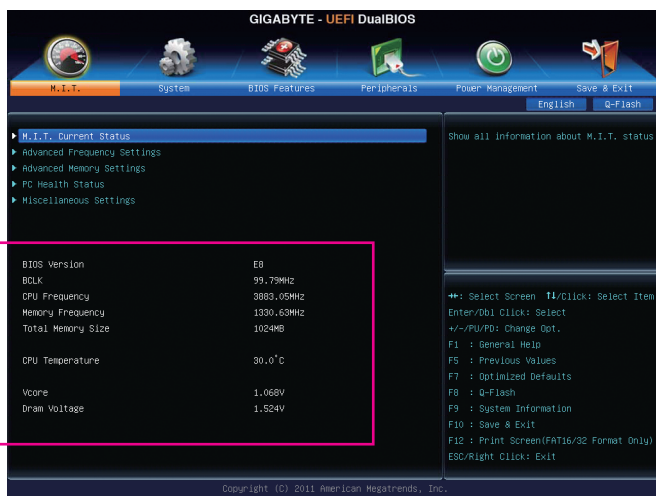 GIGABYTE - UEFI DualBIOS
M.I.T. System BIOS Features Peripherals Power Management Save & Exit
English Q-Flash
M.I.T. Current Status
Advanced Frequency Settings
Advanced Memory Settings
PC Health Status
Miscellaneous Settings
Show all information about M.I.T. status
BIOS Version E8
BCLK 99.79MHz
CPU Frequency 3883.05MHz
Memory Frequency 1330.63MHz
Total Memory Size 1024MB
CPU Temperature 30.0°C
Vcore 1.068V
Dram Voltage 1.524V
↔: Select Screen ↑↓/Click: Select Item
Enter/Dbl Click: Select
+/-/PU/PD: Change Opt.
F1 : General Help
F5 : Previous Values
F7 : Optimized Defaults
F8 : Q-Flash
F9 : System Information
F10 : Save & Exit
F12 : Print Screen(FAT16/32 Format Only)
ESC/Right Click: Exit
Copyright (C) 2011 American Megatrends, Inc.